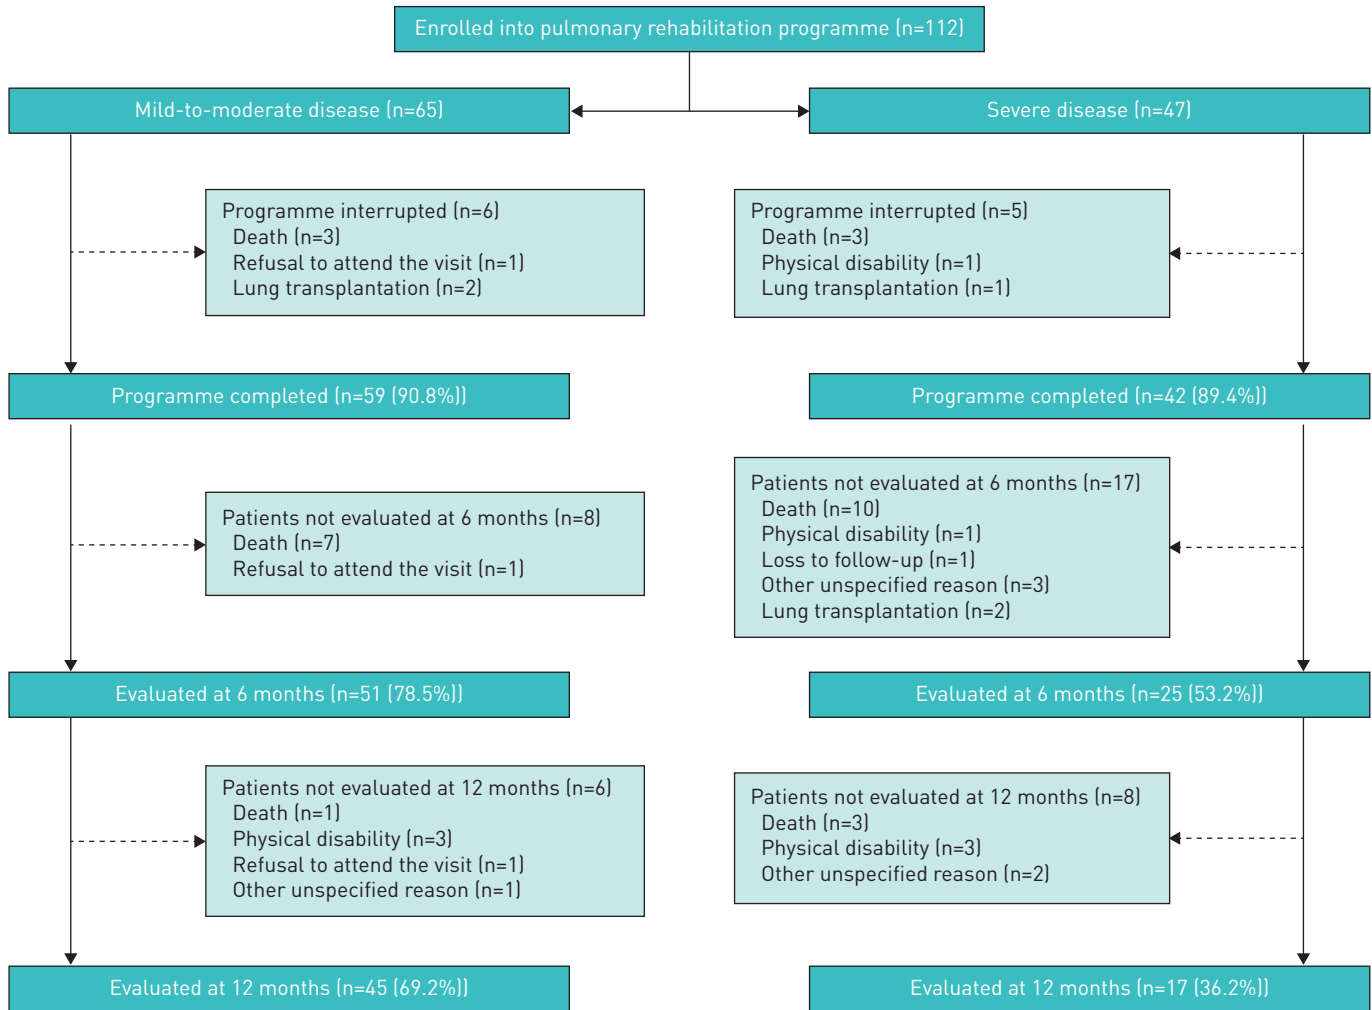 Enrolled into pulmonary rehabilitation programme (n=112)
Mild-to-moderate disease (n=65)
Severe disease (n=47)
Programme interrupted (n=6)
Death (n=3)
Refusal to attend the visit (n=1)
Lung transplantation (n=2)
Programme interrupted (n=5)
Death (n=3)
Physical disability (n=1)
Lung transplantation (n=1)
Programme completed (n=59 (90.8%))
Programme completed (n=42 (89.4%))
Patients not evaluated at 6 months (n=8)
Death (n=7)
Refusal to attend the visit (n=1)
Patients not evaluated at 6 months (n=17)
Death (n=10)
Physical disability (n=1)
Loss to follow-up (n=1)
Other unspecified reason (n=3)
Lung transplantation (n=2)
Evaluated at 6 months (n=51 (78.5%))
Evaluated at 6 months (n=25 (53.2%))
Patients not evaluated at 12 months (n=6)
Death (n=1)
Physical disability (n=3)
Refusal to attend the visit (n=1)
Other unspecified reason (n=1)
Patients not evaluated at 12 months (n=8)
Death (n=3)
Physical disability (n=3)
Other unspecified reason (n=2)
Evaluated at 12 months (n=45 (69.2%))
Evaluated at 12 months (n=17 (36.2%))